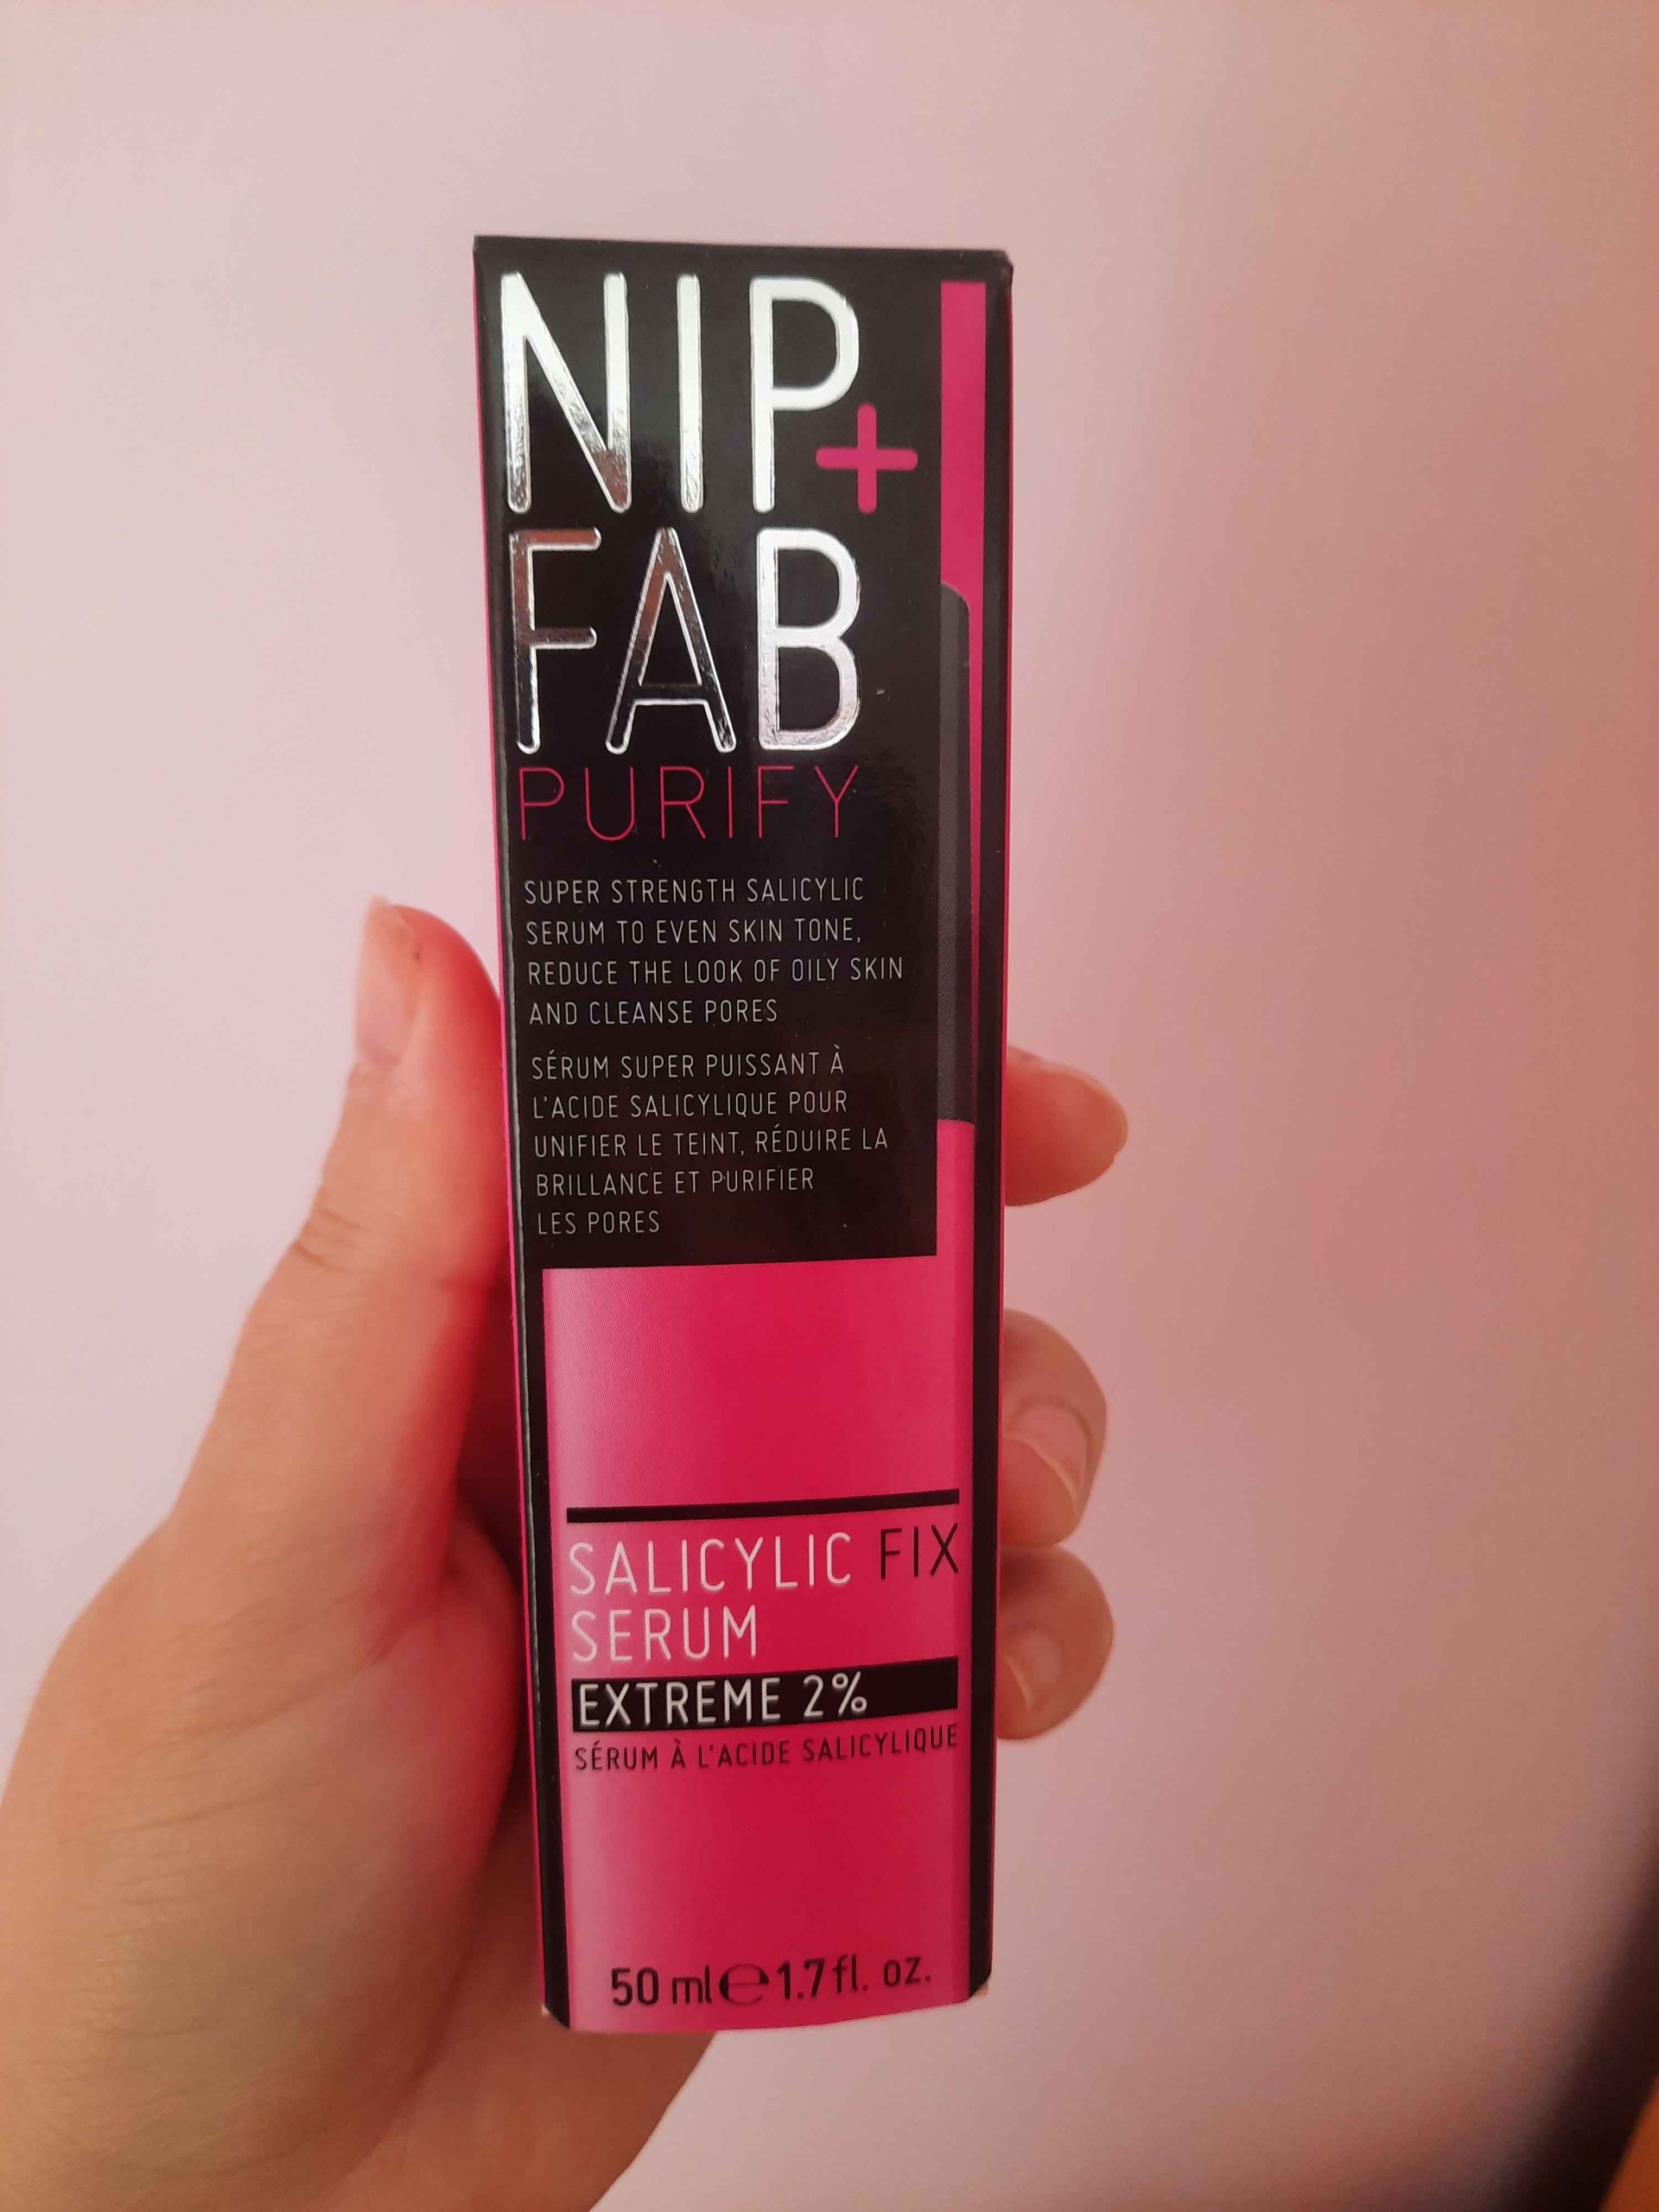 NIP+
FAB
PURIFY
SUPER STRENGTH SALICYLIC
SERUM TO EVEN SKIN TONE,
REDUCE THE LOOK OF OILY SKIN
AND CLEANSE PORES
SÉRUM SUPER PUISSANT À
L'ACIDE SALICYLIQUE POUR
UNIFIER LE TEINT, RÉDUIRE LA
BRILLANCE ET PURIFIER
LES PORES
SALICYLIC FIX
SERUM
EXTREME 2%
SÉRUM À L'ACIDE SALICYLIQUE
50 ml ℮ 1.7 fl. oz.